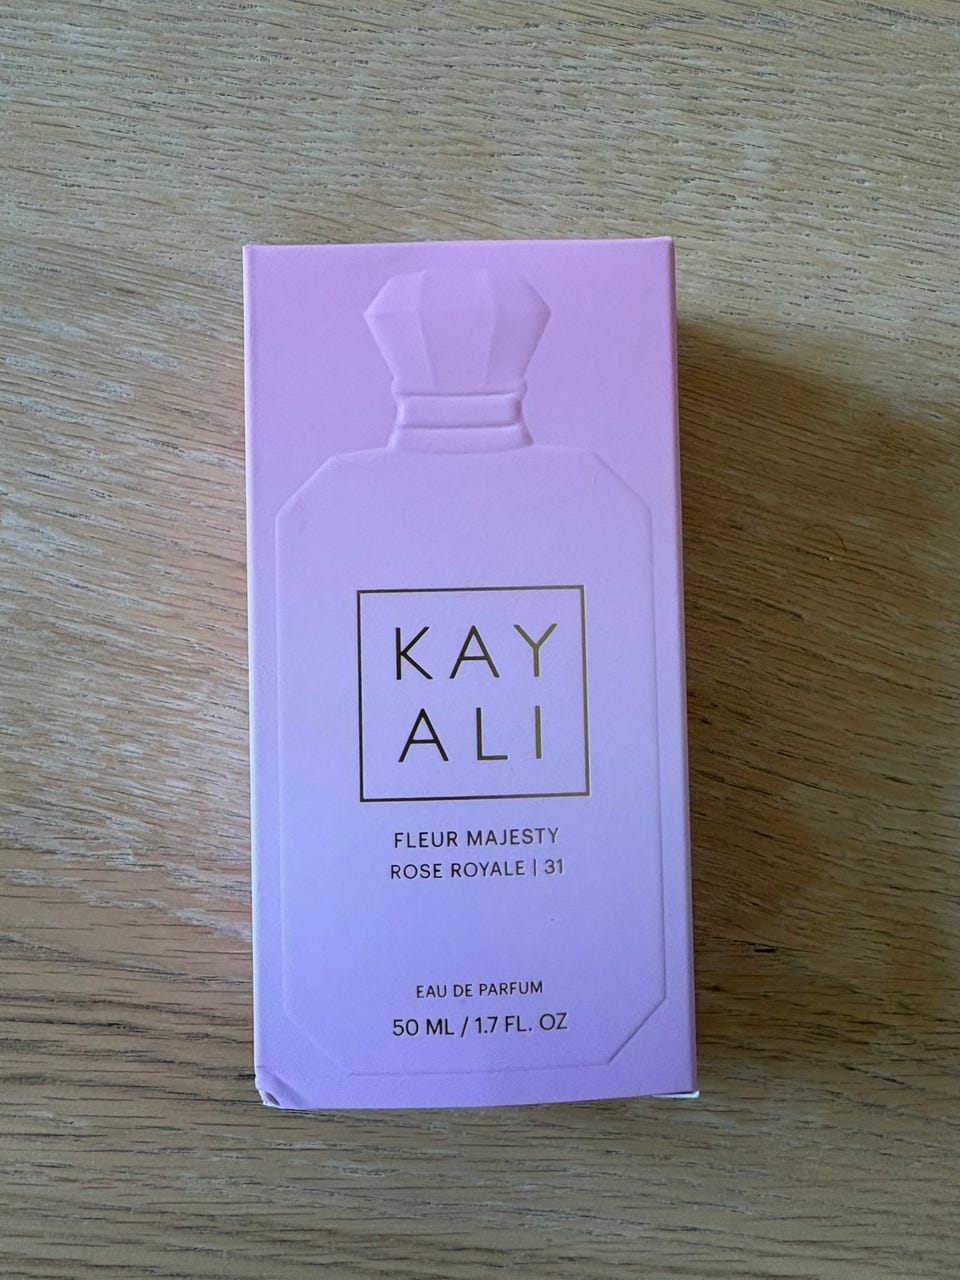 KAY
ALI
FLEUR MAJESTY
ROSE ROYALE | 31
EAU DE PARFUM
50 ML / 1.7 FL. OZ